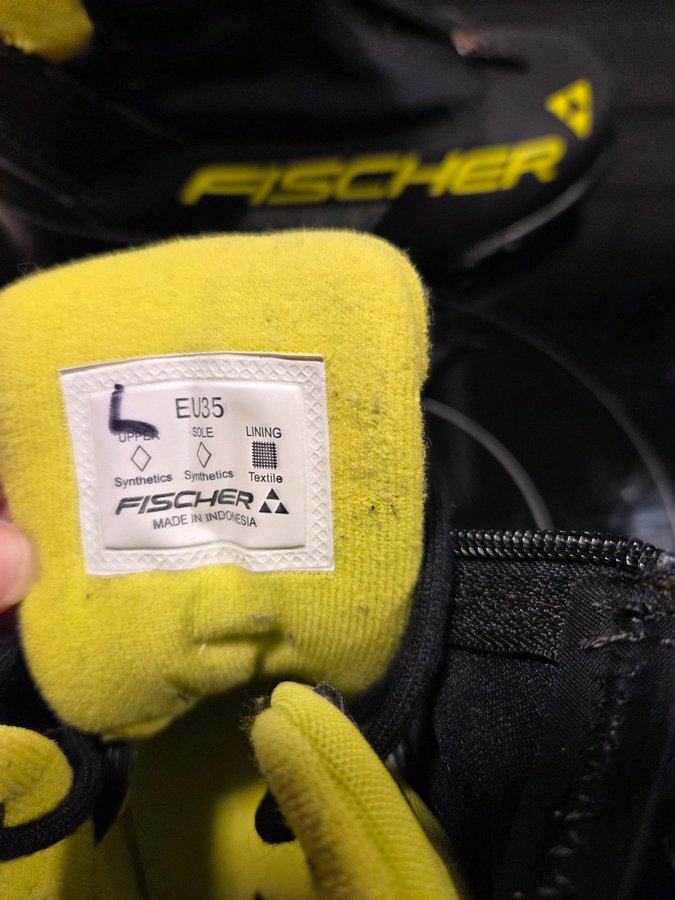 FISCHER
L
EU35
UPPER SOLE LINING
Synthetics Synthetics Textile
FISCHER
MADE IN INDONESIA